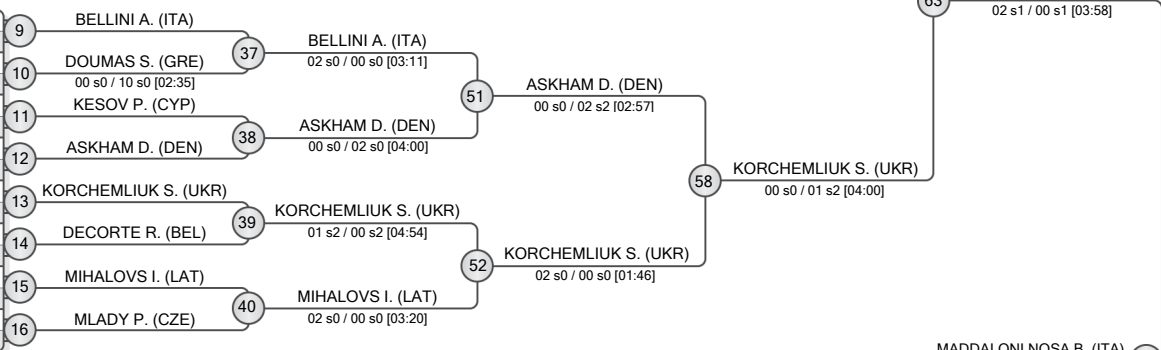 63
02 s1 / 00 s1 [03:58]
9
BELLINI A. (ITA)
37
BELLINI A. (ITA)
02 s0 / 00 s0 [03:11]
10
DOUMAS S. (GRE)
00 s0 / 10 s0 [02:35]
51
ASKHAM D. (DEN)
00 s0 / 02 s2 [02:57]
11
KESOV P. (CYP)
38
ASKHAM D. (DEN)
00 s0 / 02 s0 [04:00]
12
ASKHAM D. (DEN)
58
KORCHEMLIUK S. (UKR)
00 s0 / 01 s2 [04:00]
13
KORCHEMLIUK S. (UKR)
39
KORCHEMLIUK S. (UKR)
01 s2 / 00 s2 [04:54]
14
DECORTE R. (BEL)
52
KORCHEMLIUK S. (UKR)
02 s0 / 00 s0 [01:46]
15
MIHALOVS I. (LAT)
40
MIHALOVS I. (LAT)
02 s0 / 00 s0 [03:20]
16
MLADY P. (CZE)
MADDALONI NOSA B. (ITA)